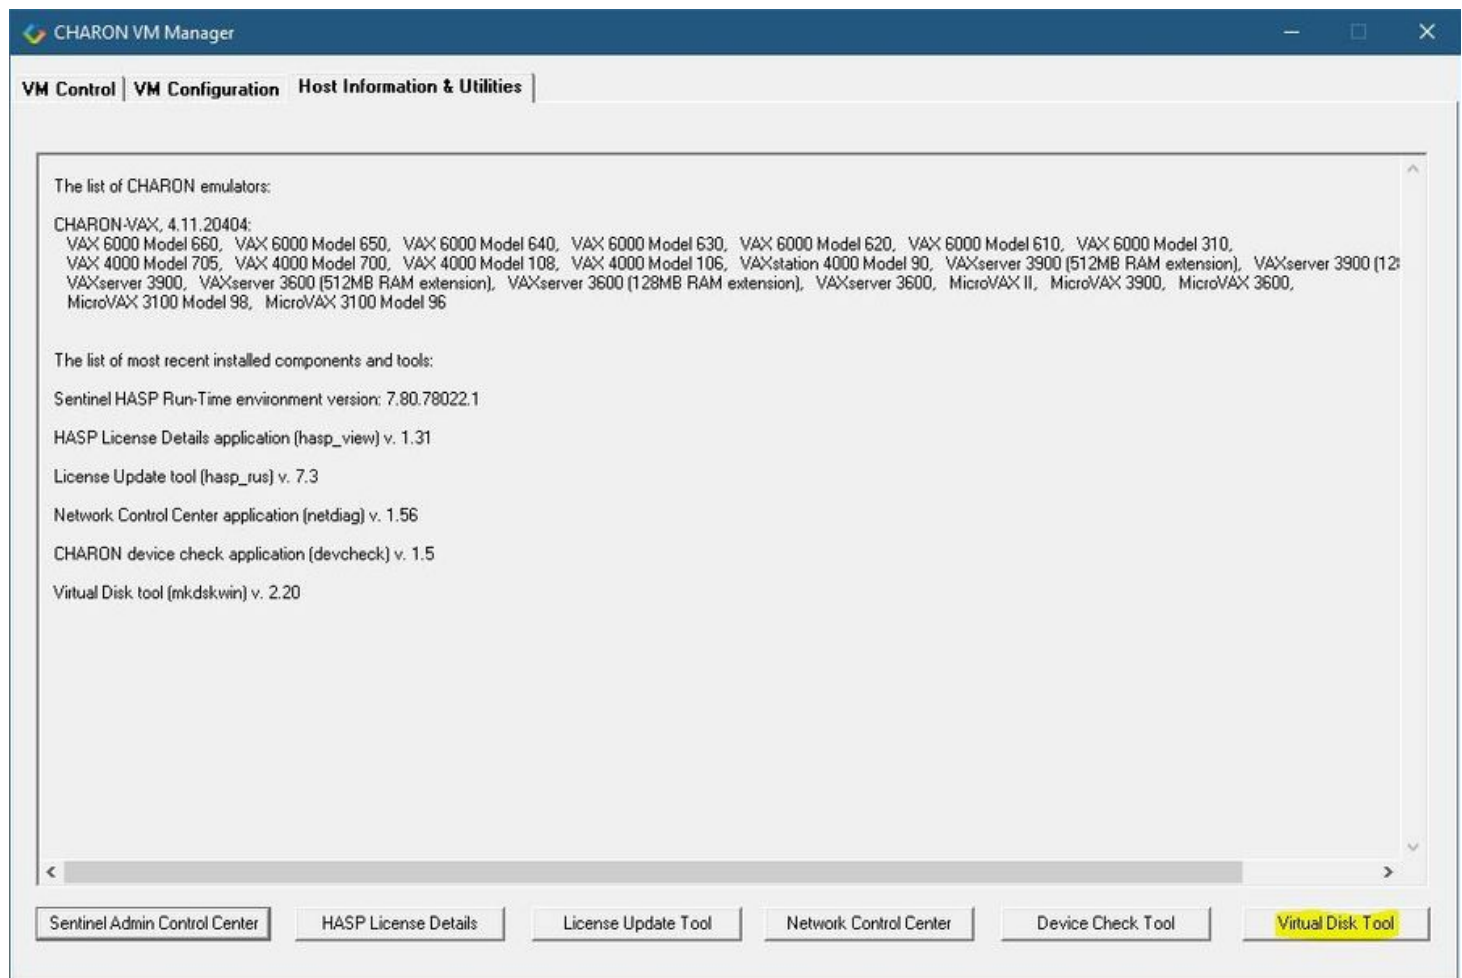 CHARON VM Manager
VM Control VM Configuration Host Information & Utilities
The list of CHARON emulators:
CHARON-VAX, 4.11.20404:
VAX 6000 Model 660, VAX 6000 Model 650, VAX 6000 Model 640, VAX 6000 Model 630, VAX 6000 Model 620, VAX 6000 Model 610, VAX 6000 Model 310,
VAX 4000 Model 705, VAX 4000 Model 700, VAX 4000 Model 108, VAX 4000 Model 106, VAXstation 4000 Model 90, VAXserver 3900 (512MB RAM extension), VAXserver 3900 (12
VAXserver 3900, VAXserver 3600 (512MB RAM extension), VAXserver 3600 (128MB RAM extension), VAXserver 3600, MicroVAX II, MicroVAX 3900, MicroVAX 3600,
MicroVAX 3100 Model 98, MicroVAX 3100 Model 96
The list of most recent installed components and tools:
Sentinel HASP Run-Time environment version: 7.80.78022.1
HASP License Details application (hasp_view) v. 1.31
License Update tool (hasp_rus) v. 7.3
Network Control Center application (netdiag) v. 1.56
CHARON device check application (devcheck) v. 1.5
Virtual Disk tool (mkdskwin) v. 2.20
Sentinel Admin Control Center HASP License Details License Update Tool Network Control Center Device Check Tool Virtual Disk Tool